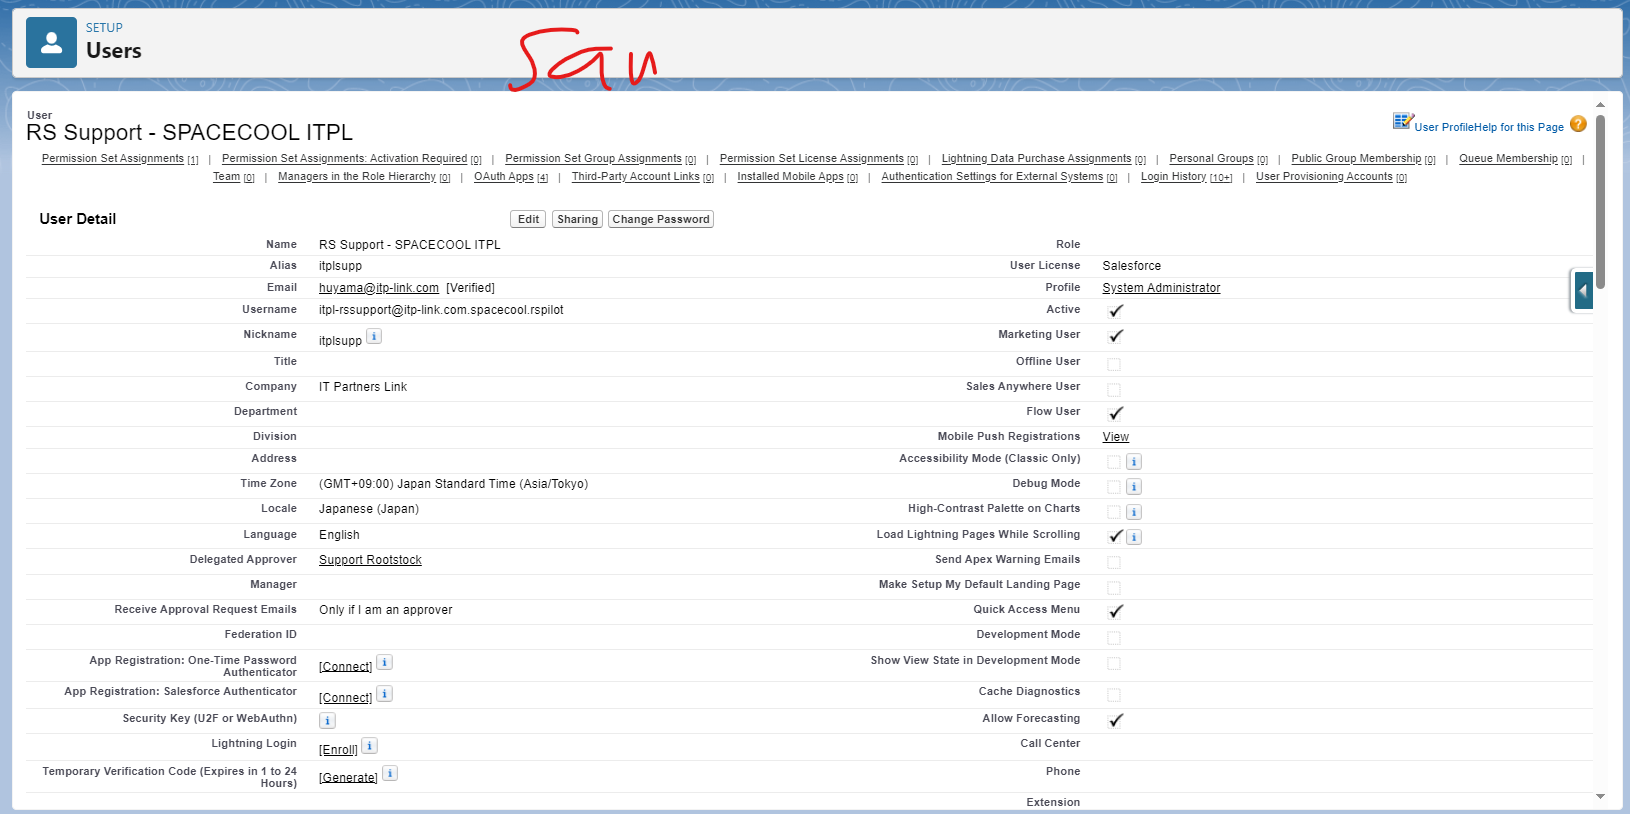 SETUP
Users
San
User
RS Support - SPACECOOL ITPL
User Profile Help for this Page ?
Permission Set Assignments [1] | Permission Set Assignments: Activation Required [0] | Permission Set Group Assignments [0] | Permission Set License Assignments [0] | Lightning Data Purchase Assignments [0] | Personal Groups [0] | Public Group Membership [0] | Queue Membership [0] |
Team [0] | Managers in the Role Hierarchy [0] | OAuth Apps [4] | Third-Party Account Links [0] | Installed Mobile Apps [0] | Authentication Settings for External Systems [0] | Login History [10+] | User Provisioning Accounts [0]
User Detail Edit Sharing Change Password
Name RS Support - SPACECOOL ITPL Role
Alias itplsupp User License Salesforce
Email huyama@itp-link.com [Verified] Profile System Administrator
Username itpl-rssupport@itp-link.com.spacecool.rspilot Active
Nickname itplsupp i Marketing User
Title Offline User
Company IT Partners Link Sales Anywhere User
Department Flow User
Division Mobile Push Registrations View
Address Accessibility Mode (Classic Only) i
Time Zone (GMT+09:00) Japan Standard Time (Asia/Tokyo) Debug Mode i
Locale Japanese (Japan) High-Contrast Palette on Charts i
Language English Load Lightning Pages While Scrolling i
Delegated Approver Support Rootstock Send Apex Warning Emails
Manager Make Setup My Default Landing Page
Receive Approval Request Emails Only if I am an approver Quick Access Menu
Federation ID Development Mode
App Registration: One-Time Password
Authenticator [Connect] i Show View State in Development Mode
App Registration: Salesforce Authenticator [Connect] i Cache Diagnostics
Security Key (U2F or WebAuthn) i Allow Forecasting
Lightning Login [Enroll] i Call Center
Temporary Verification Code (Expires in 1 to 24
Hours) [Generate] i Phone
Extension